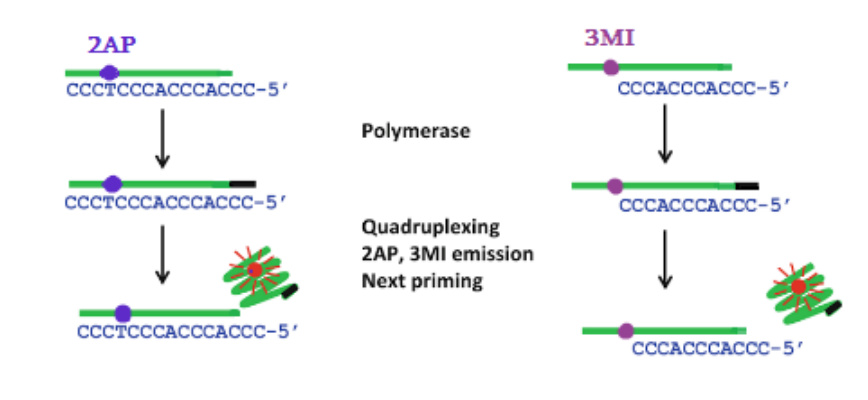 2AP
3MI
CCCTCCCACCCACCC-5′
CCCACCCACCC-5′
Polymerase
CCCTCCCACCCACCC-5′
CCCACCCACCC-5′
Quadruplexing
2AP, 3MI emission
Next priming
CCCTCCCACCCACCC-5′
CCCACCCACCC-5′